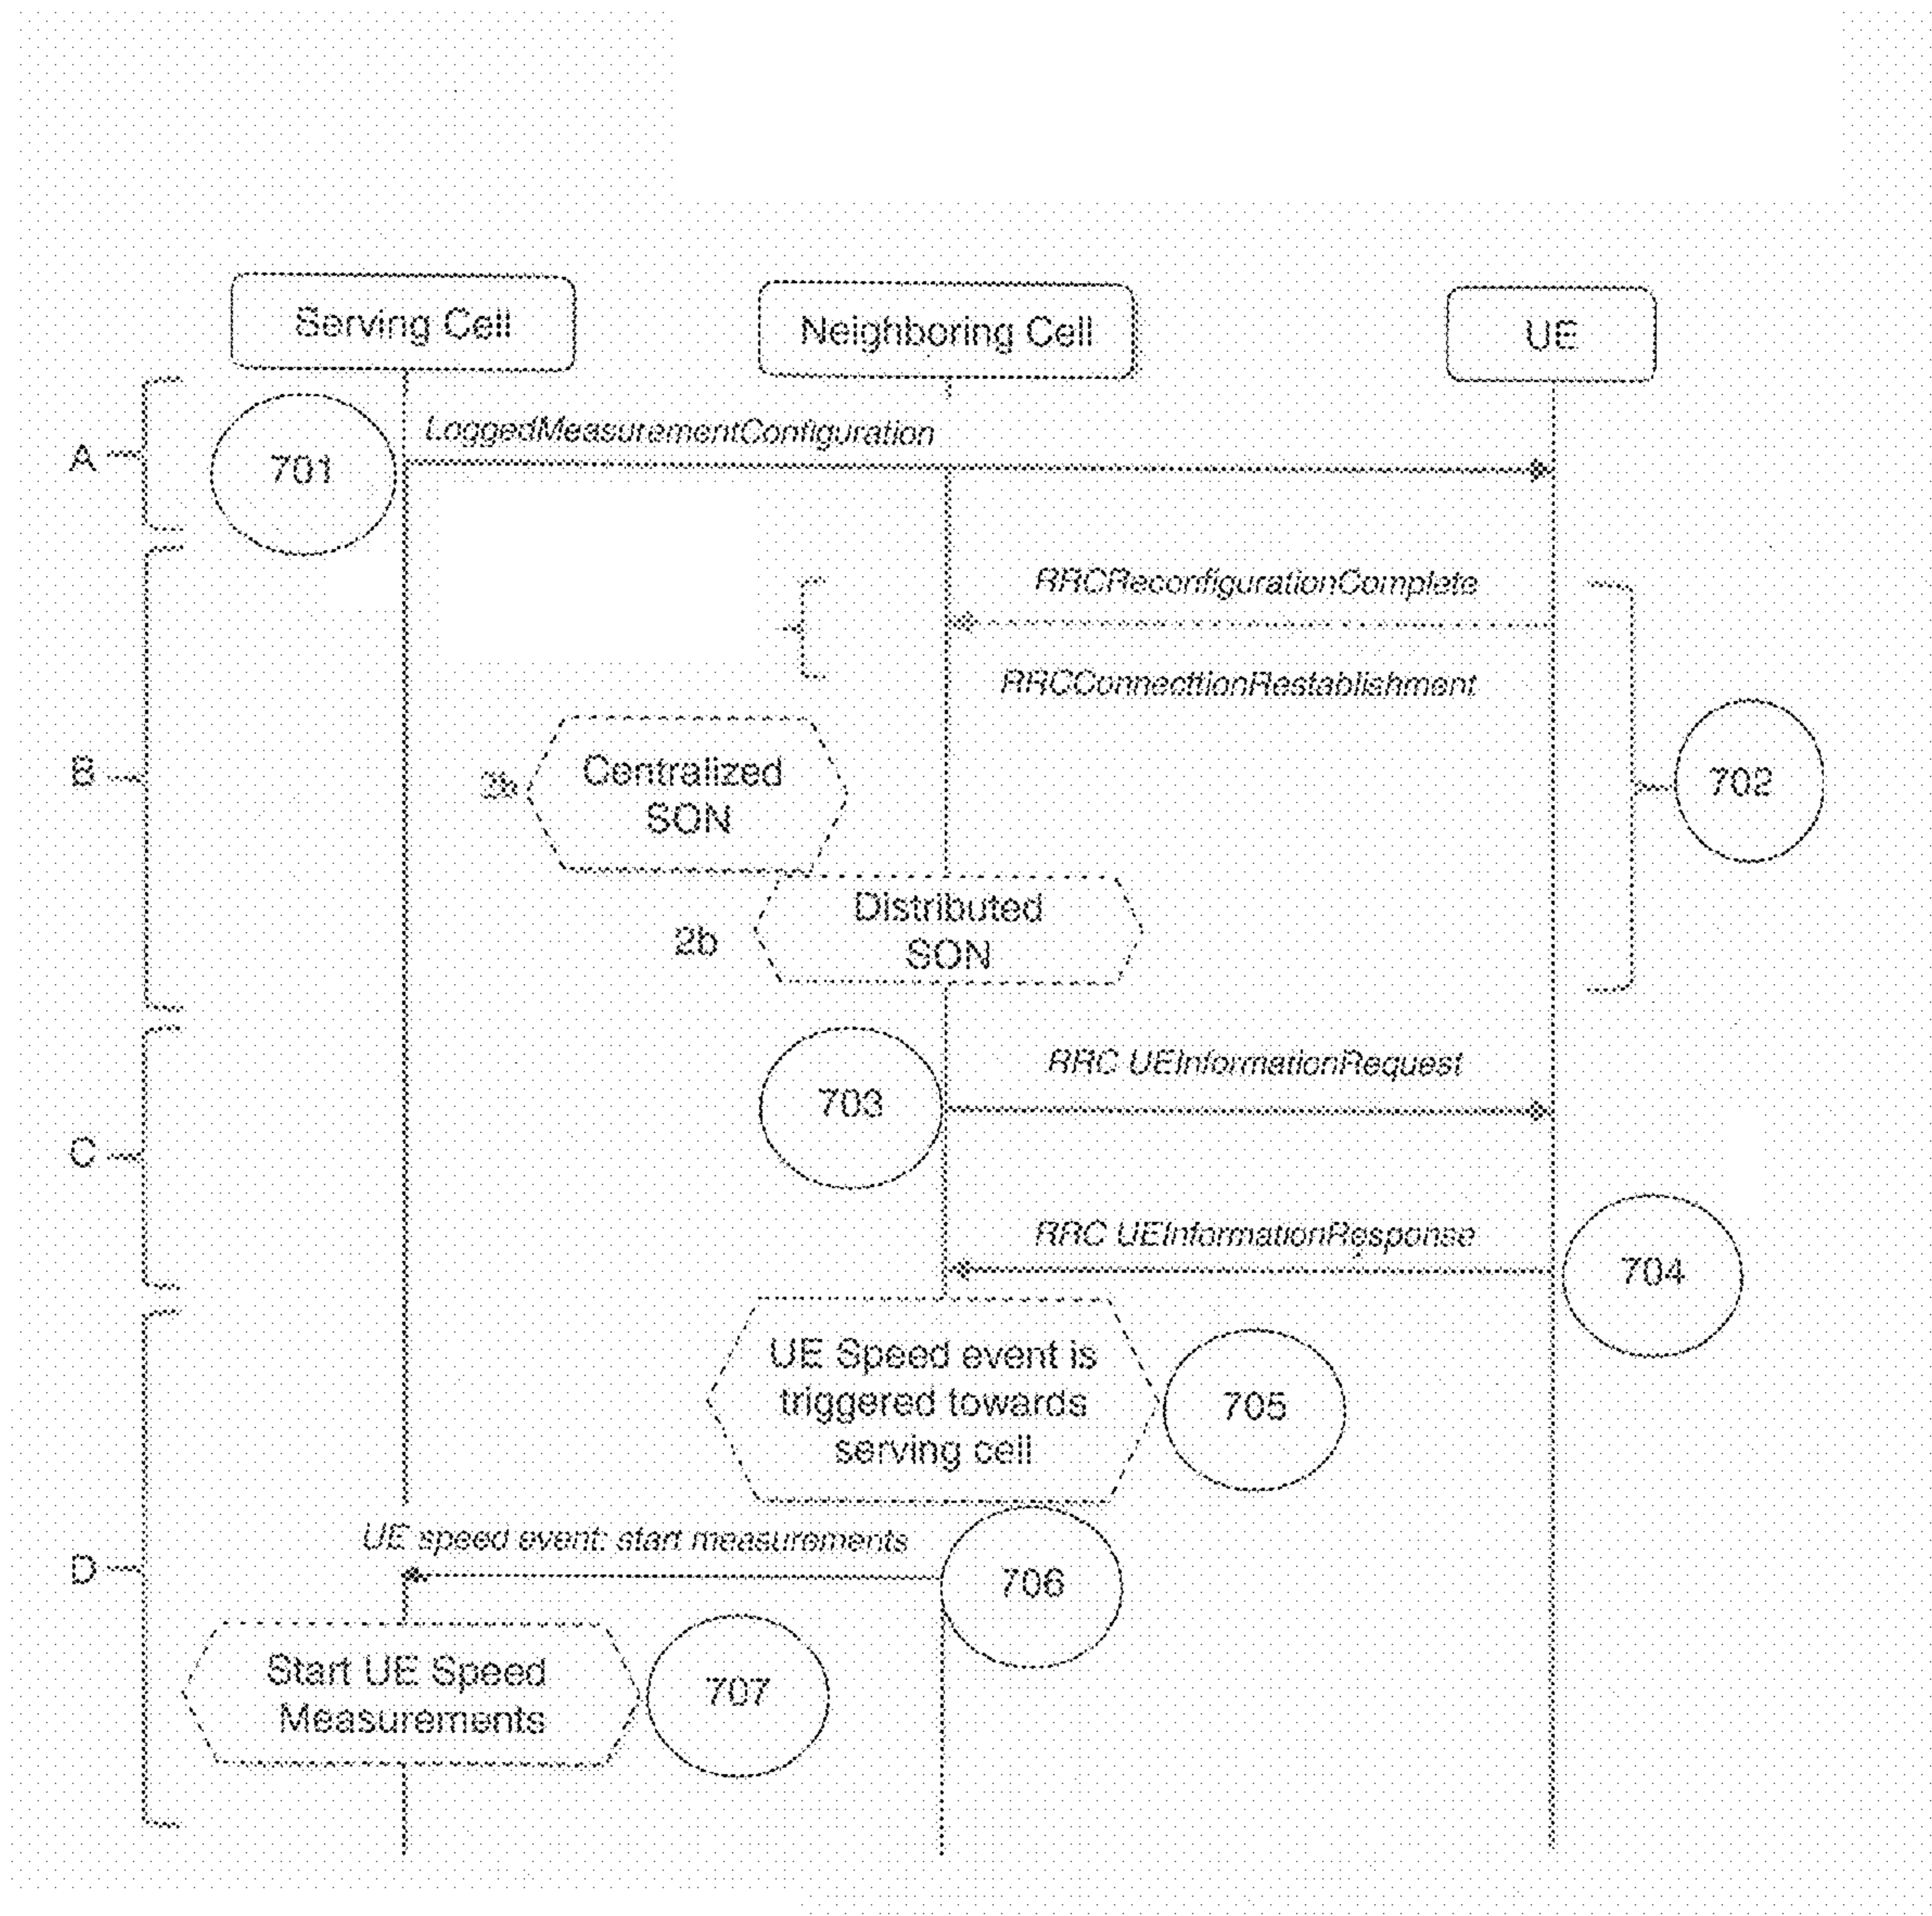 Serving Cell
Neighboring Cell
UE
A
701
LoggedMeasurementConfiguration
RRCReconfigurationComplete
RRCConnecttionRestablishment
B
702
Centralized
SON
Distributed
SON
2b
703
RRC UEInformationRequest
C
RRC UEInformationResponse
704
UE Speed event is
triggered towards
serving cell
705
UE speed event: start measurements
D
706
Start UE Speed
Measurements
707